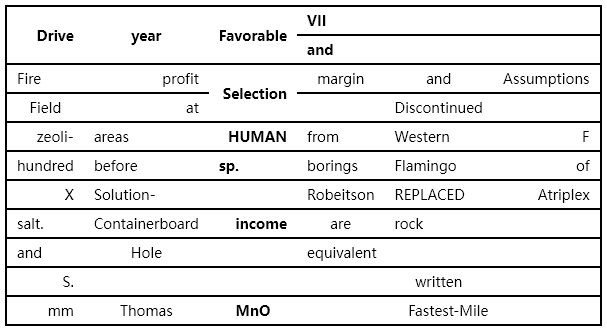 VII
Drive year Favorable
and
Fire profit margin and Assumptions
Selection
Field at Discontinued
zeoli- areas HUMAN from Western F
hundred before sp. borings Flamingo of
X Solution- Robeitson REPLACED Atriplex
salt. Containerboard income are rock
and Hole equivalent
S. written
mm Thomas MnO Fastest-Mile